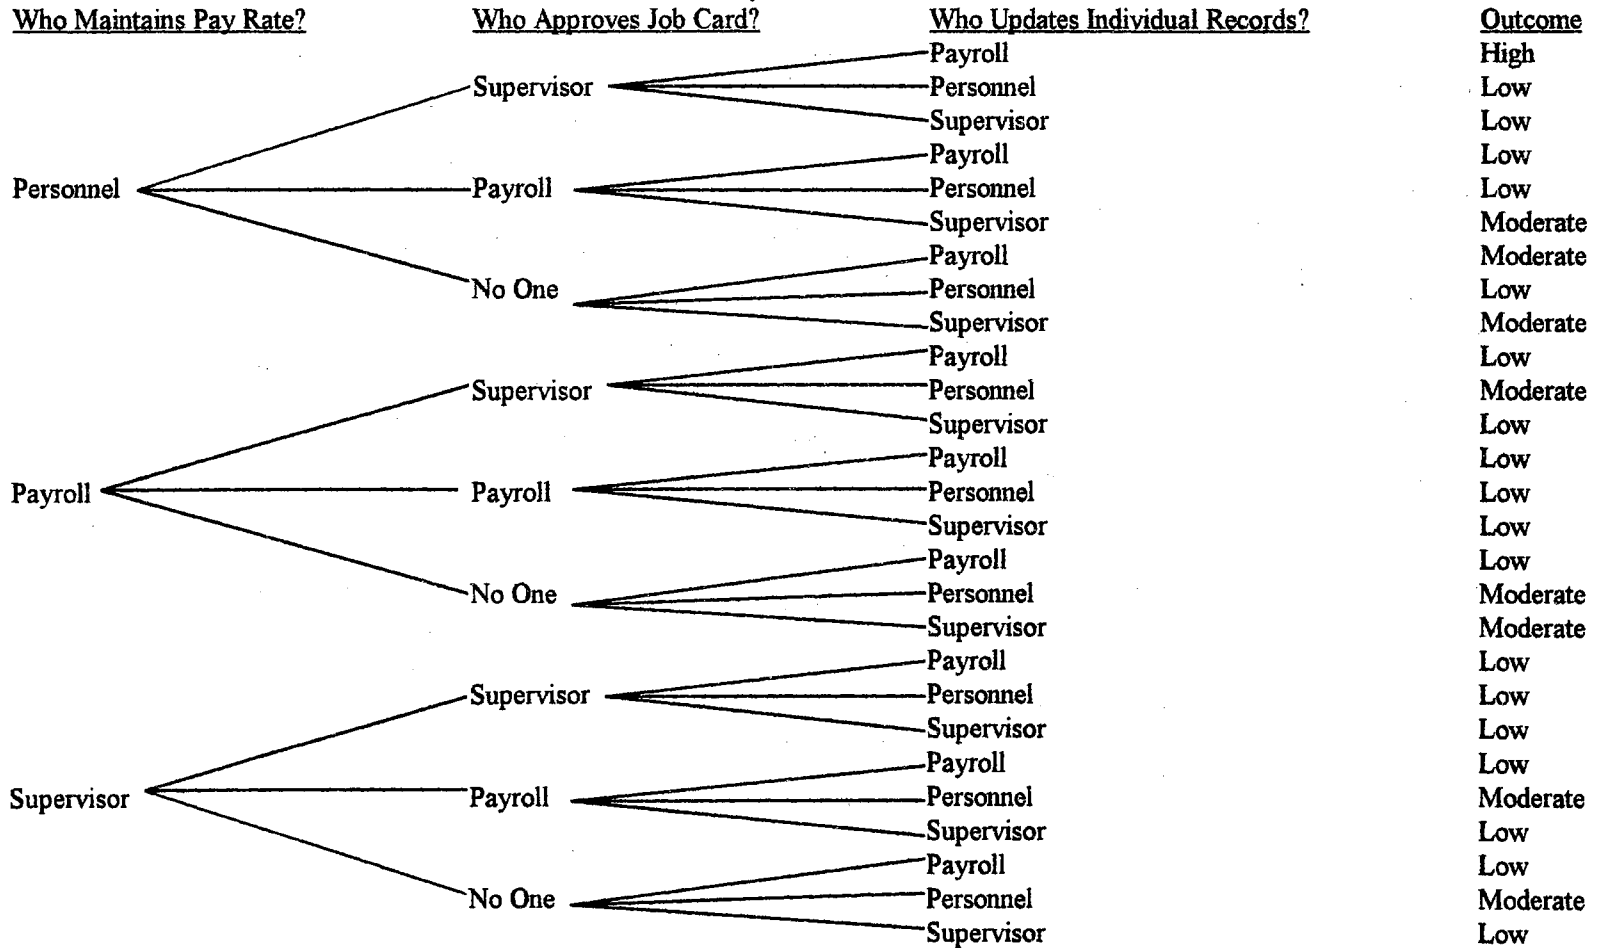 Who Maintains Pay Rate? Who Approves Job Card? Who Updates Individual Records? Outcome
Payroll High
Supervisor Personnel Low
Supervisor Low
Payroll Low
Personnel Payroll Personnel Low
Supervisor Moderate
Payroll Moderate
No One Personnel Low
Supervisor Moderate
Payroll Low
Supervisor Personnel Moderate
Supervisor Low
Payroll Low
Payroll Payroll Personnel Low
Supervisor Low
Payroll Low
No One Personnel Moderate
Supervisor Moderate
Payroll Low
Supervisor Personnel Low
Supervisor Low
Payroll Low
Supervisor Payroll Personnel Moderate
Supervisor Low
Payroll Low
No One Personnel Moderate
Supervisor Low